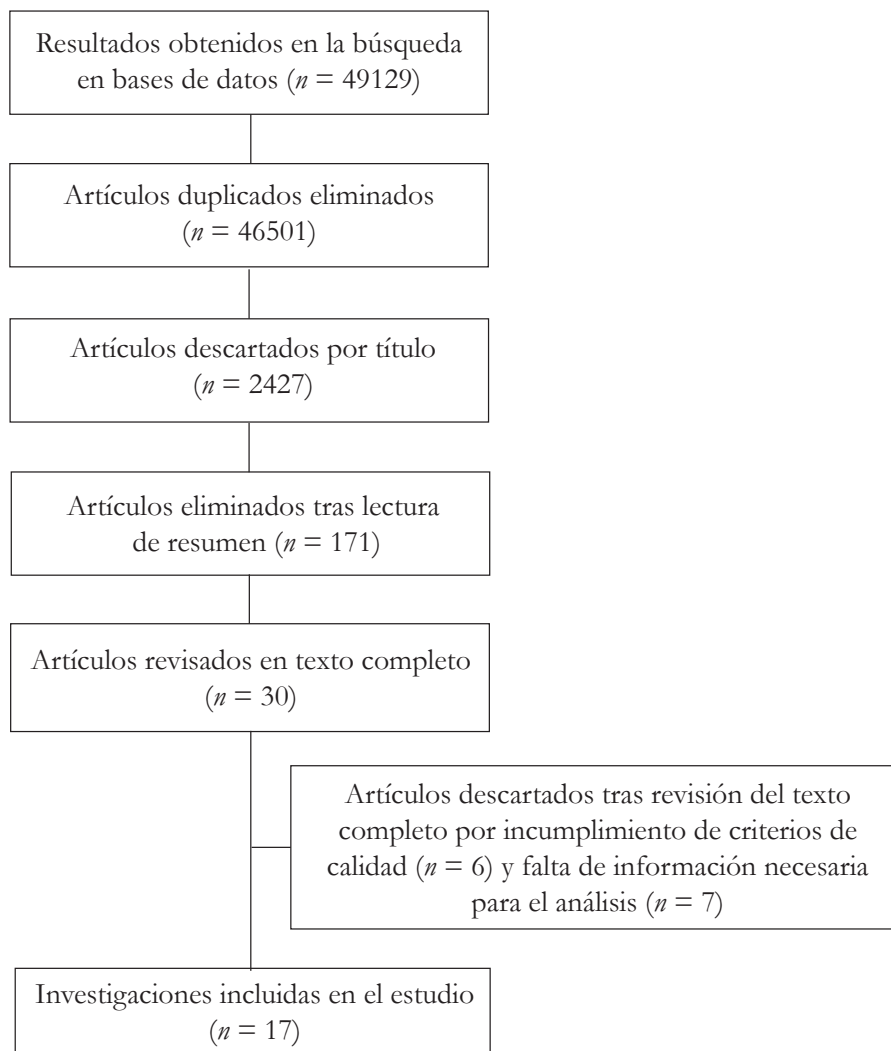 Resultados obtenidos en la búsqueda
en bases de datos (n = 49129)
Artículos duplicados eliminados
(n = 46501)
Artículos descartados por título
(n = 2427)
Artículos eliminados tras lectura
de resumen (n = 171)
Artículos revisados en texto completo
(n = 30)
Artículos descartados tras revisión del texto
completo por incumplimiento de criterios de
calidad (n = 6) y falta de información necesaria
para el análisis (n = 7)
Investigaciones incluidas en el estudio
(n = 17)